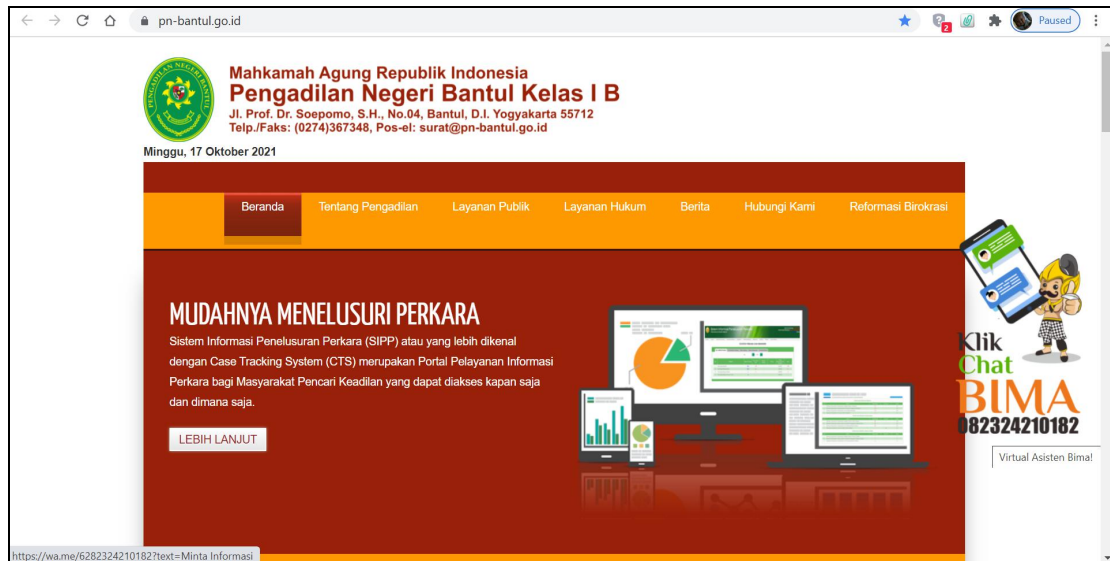 pn-bantul.go.id
2
Paused
PENGADILAN NEGERI
BANTUL
Mahkamah Agung Republik Indonesia
Pengadilan Negeri Bantul Kelas I B
Jl. Prof. Dr. Soepomo, S.H., No.04, Bantul, D.I. Yogyakarta 55712
Telp./Faks: (0274)367348, Pos-el: surat@pn-bantul.go.id
Minggu, 17 Oktober 2021
Beranda Tentang Pengadilan Layanan Publik Layanan Hukum Berita Hubungi Kami Reformasi Birokrasi
MUDAHNYA MENELUSURI PERKARA
Sistem Informasi Penelusuran Perkara (SIPP) atau yang lebih dikenal
dengan Case Tracking System (CTS) merupakan Portal Pelayanan Informasi
Perkara bagi Masyarakat Pencari Keadilan yang dapat diakses kapan saja
dan dimana saja.
LEBIH LANJUT
Klik
Chat
BIMA
082324210182
Virtual Asisten Bima!
https://wa.me/6282324210182?text=Minta Informasi